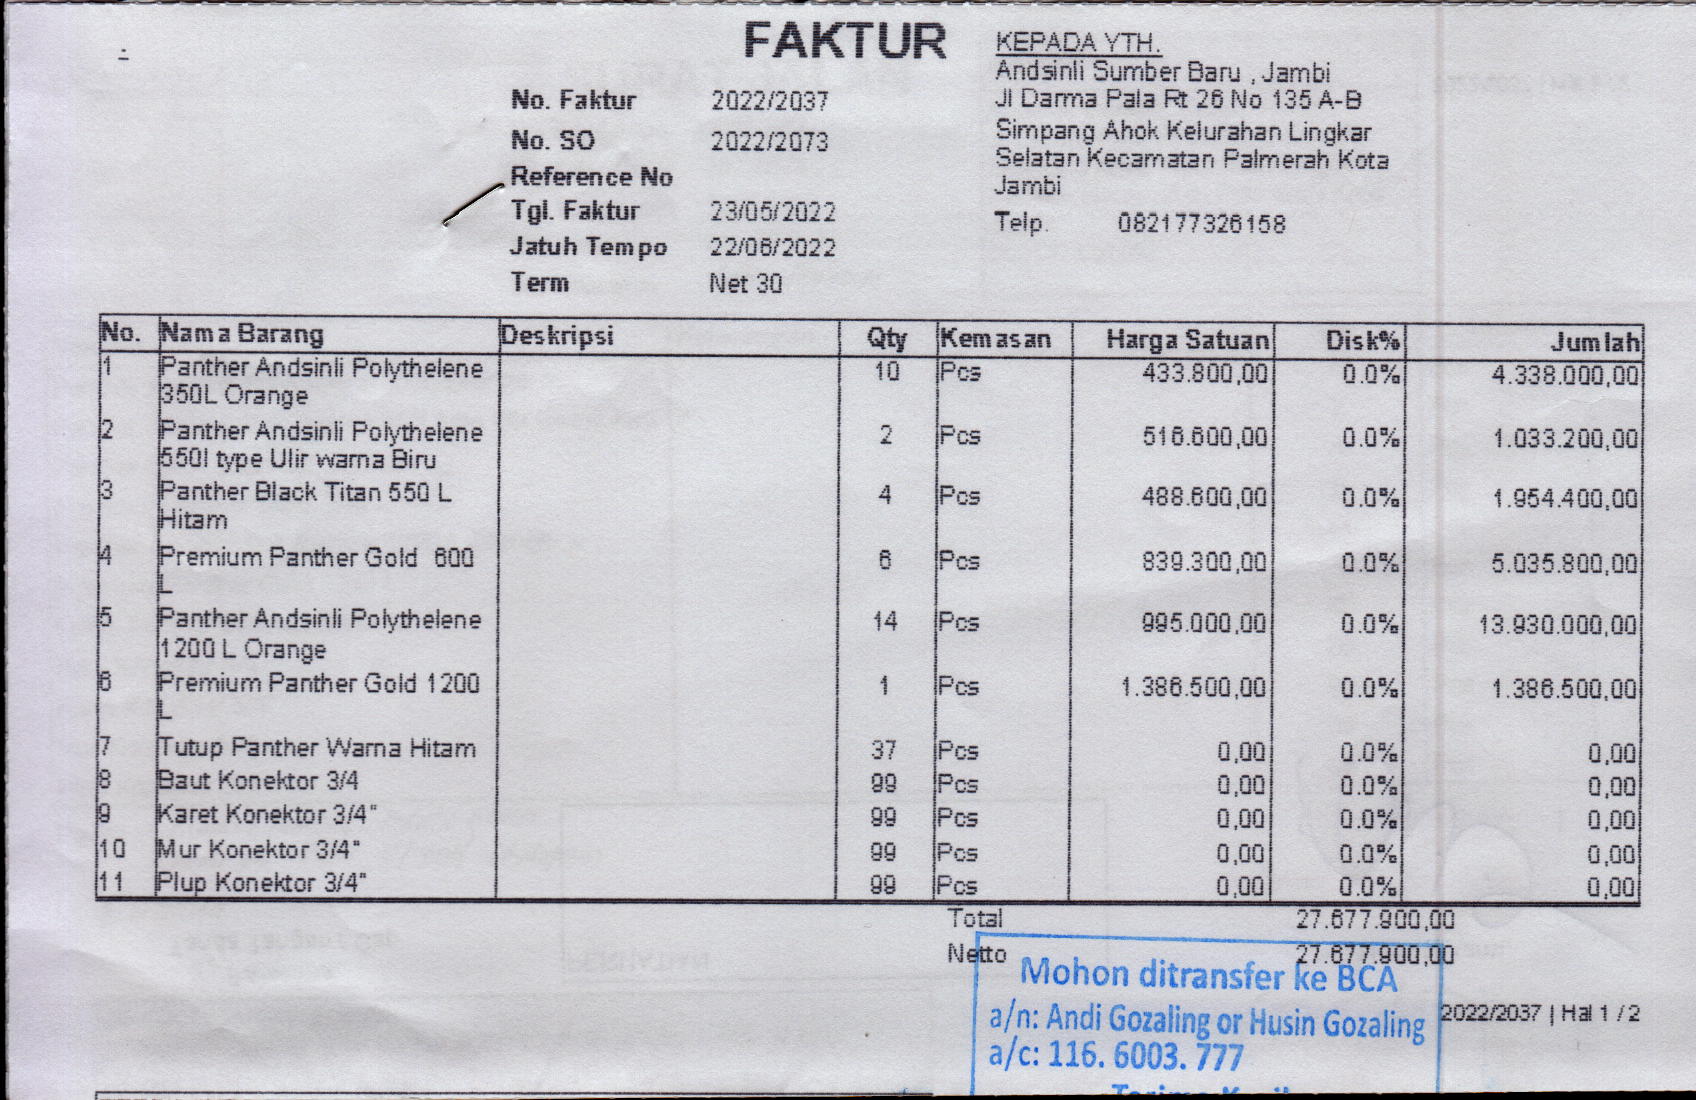 FAKTUR
No. Faktur 2022/2037
No. SO 2022/2073
Reference No
Tgl. Faktur 23/05/2022
Jatuh Tempo 22/06/2022
Term Net 30
KEPADA YTH.
Andsinli Sumber Baru , Jambi
Jl Darma Pala Rt 26 No 135 A-B
Simpang Ahok Kelurahan Lingkar
Selatan Kecamatan Palmerah Kota
Jambi
Telp. 082177326158
No. Nama Barang Deskripsi Qty Kemasan Harga Satuan Disk% Jumlah
1 Panther Andsinli Polythelene 10 Pcs 433.800,00 0.0% 4.338.000,00
350L Orange
2 Panther Andsinli Polythelene 2 Pcs 516.600,00 0.0% 1.033.200,00
550l type Ulir warna Biru
3 Panther Black Titan 550 L 4 Pcs 488.600,00 0.0% 1.954.400,00
Hitam
4 Premium Panther Gold 600 6 Pcs 839.300,00 0.0% 5.035.800,00
L
5 Panther Andsinli Polythelene 14 Pcs 995.000,00 0.0% 13.930.000,00
1200 L Orange
6 Premium Panther Gold 1200 1 Pcs 1.386.500,00 0.0% 1.386.500,00
L
7 Tutup Panther Warna Hitam 37 Pcs 0,00 0.0% 0,00
8 Baut Konektor 3/4 99 Pcs 0,00 0.0% 0,00
9 Karet Konektor 3/4" 99 Pcs 0,00 0.0% 0,00
10 Mur Konektor 3/4" 99 Pcs 0,00 0.0% 0,00
11 Plup Konektor 3/4" 99 Pcs 0,00 0.0% 0,00
Total 27.677.900,00
Netto 27.677.900,00
Mohon ditransfer ke BCA
a/n: Andi Gozaling or Husin Gozaling
a/c: 116. 6003. 777
2022/2037 | Hal 1 / 2